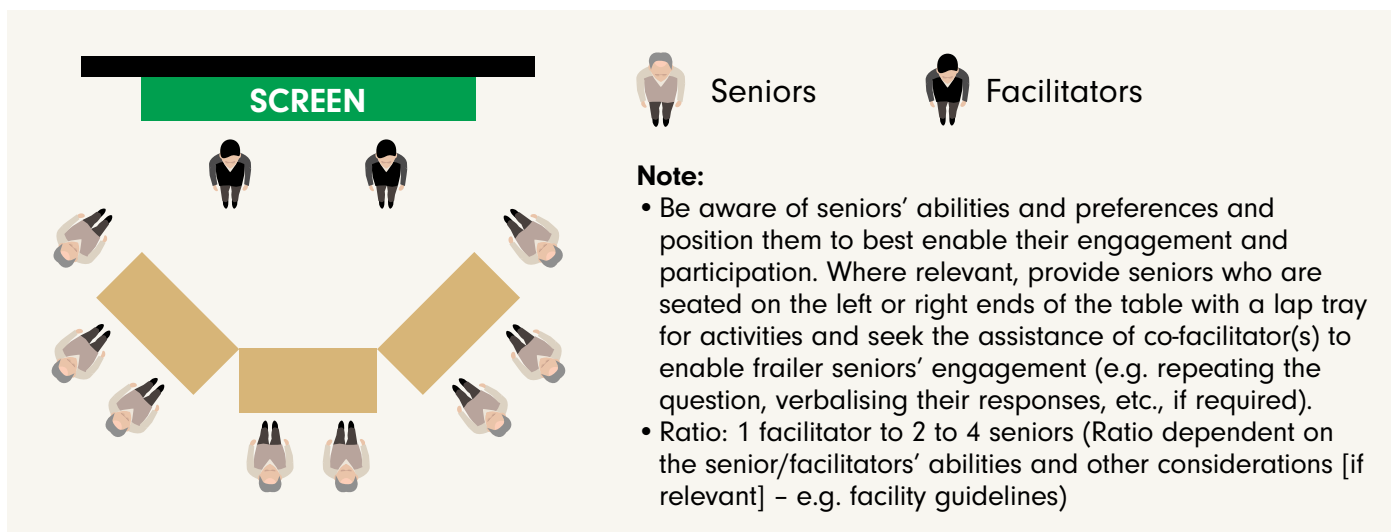 SCREEN
Seniors
Facilitators
Note:
• Be aware of seniors’ abilities and preferences and
position them to best enable their engagement and
participation. Where relevant, provide seniors who are
seated on the left or right ends of the table with a lap tray
for activities and seek the assistance of co-facilitator(s) to
enable frailer seniors’ engagement (e.g. repeating the
question, verbalising their responses, etc., if required).
• Ratio: 1 facilitator to 2 to 4 seniors (Ratio dependent on
the senior/facilitators’ abilities and other considerations [if
relevant] – e.g. facility guidelines)